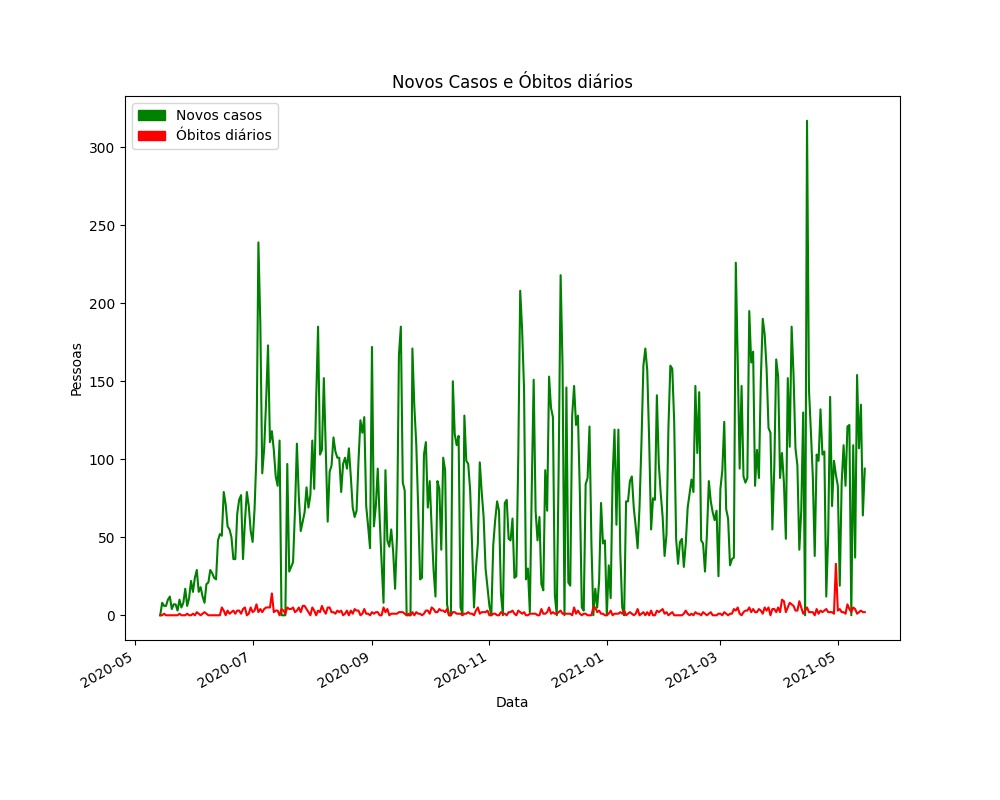 Novos Casos e Óbitos diários
Novos casos
Óbitos diários
300
250
200
150
100
50
0
Pessoas
2020-05
2020-07
2020-09
2020-11
2021-01
2021-03
2021-05
Data